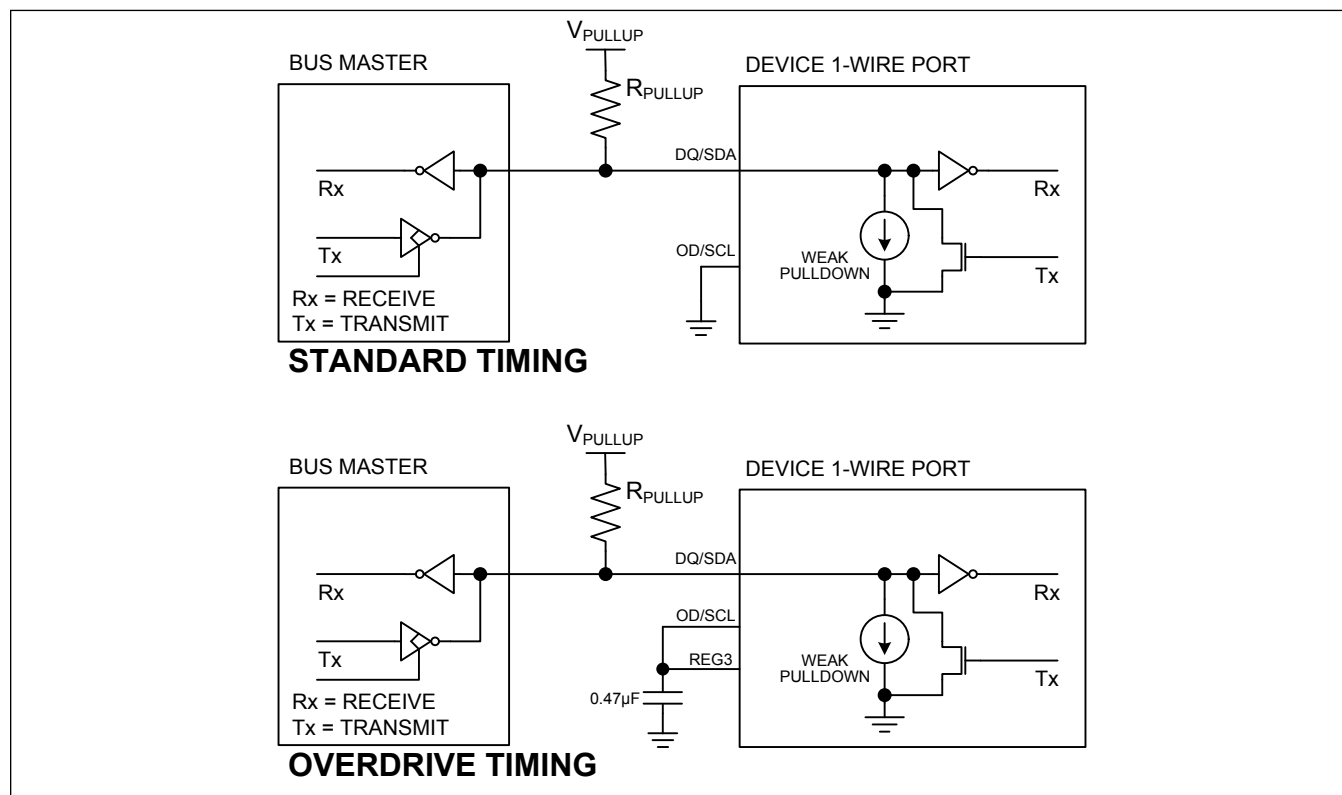 VPULLUP
BUS MASTER
DEVICE 1-WIRE PORT
RPULLUP
DQ/SDA
Rx
Rx
Tx
OD/SCL
WEAK
PULLDOWN
Tx
Rx = RECEIVE
Tx = TRANSMIT
STANDARD TIMING
VPULLUP
BUS MASTER
DEVICE 1-WIRE PORT
RPULLUP
DQ/SDA
Rx
Rx
OD/SCL
Tx
REG3
WEAK
PULLDOWN
Tx
0.47µF
Rx = RECEIVE
Tx = TRANSMIT
OVERDRIVE TIMING